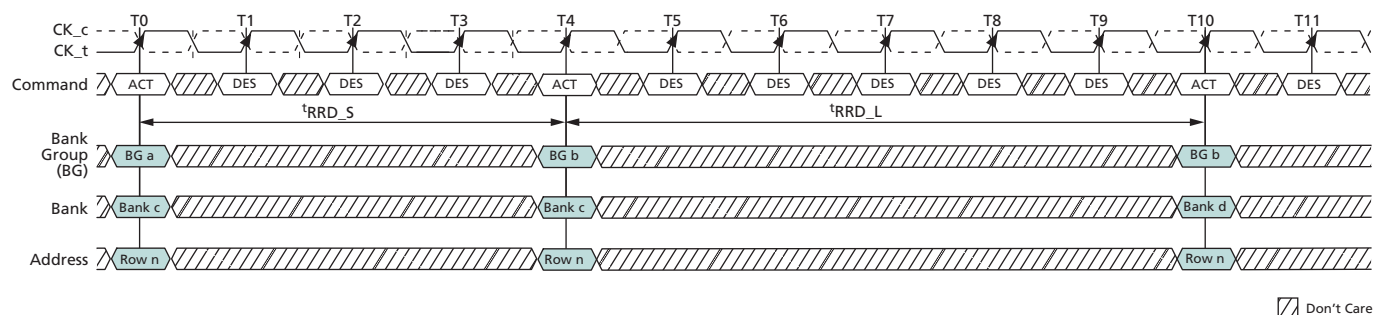 T0 T1 T2 T3 T4 T5 T6 T7 T8 T9 T10 T11
CK_c
CK_t
Command ACT DES DES DES ACT DES DES DES DES DES ACT DES
tRRD_S tRRD_L
Bank
Group
(BG)
BG a BG b BG b
Bank Bank c Bank c Bank d
Address Row n Row n Row n
Don't Care